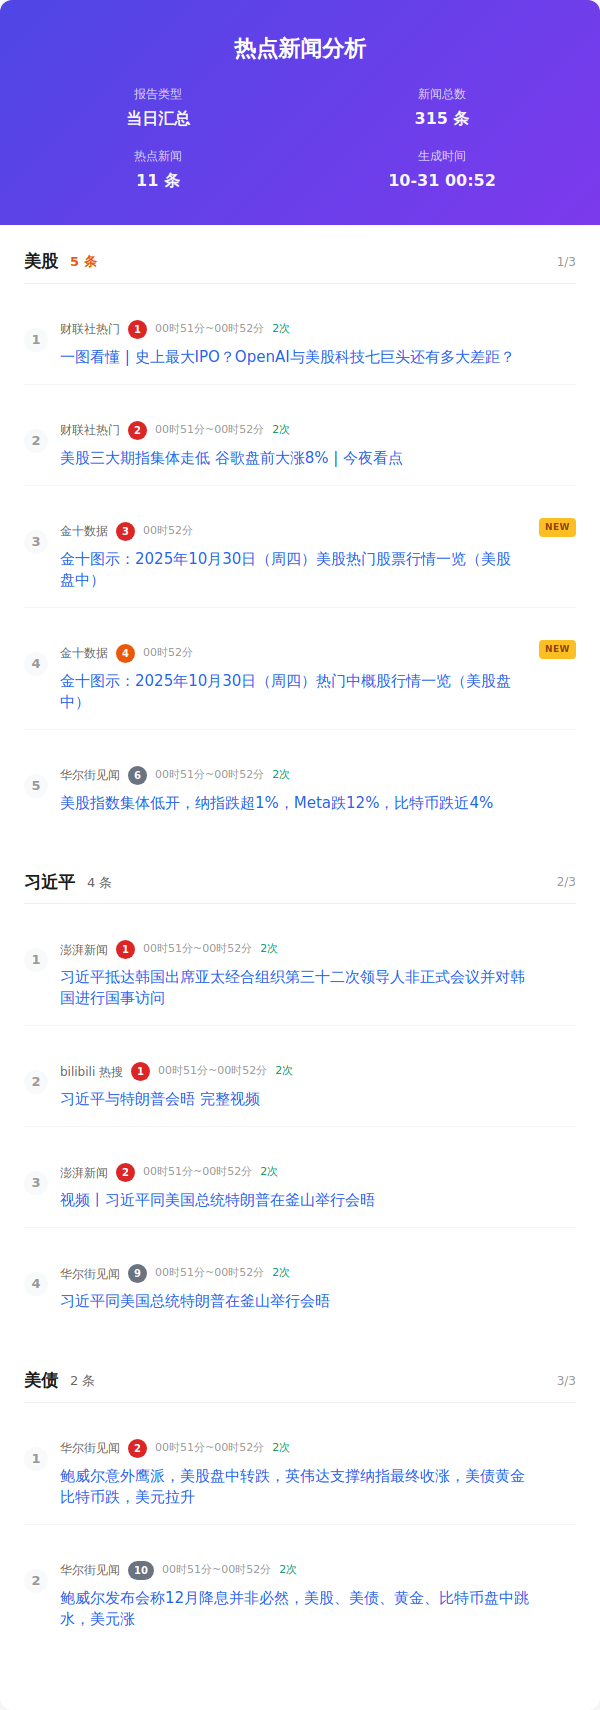 热点新闻分析
报告类型
新闻总数
当日汇总
315 条
热点新闻
生成时间
11 条
10-31 00:52
美股 5 条 1/3
1 财联社热门 1 00时51分~00时52分 2次
一图看懂 | 史上最大IPO？OpenAI与美股科技七巨头还有多大差距？
2 财联社热门 2 00时51分~00时52分 2次
美股三大期指集体走低 谷歌盘前大涨8% | 今夜看点
3 金十数据 3 00时52分 NEW
金十图示：2025年10月30日（周四）美股热门股票行情一览（美股
盘中）
4 金十数据 4 00时52分 NEW
金十图示：2025年10月30日（周四）热门中概股行情一览（美股盘
中）
5 华尔街见闻 6 00时51分~00时52分 2次
美股指数集体低开，纳指跌超1%，Meta跌12%，比特币跌近4%
习近平 4 条 2/3
1 澎湃新闻 1 00时51分~00时52分 2次
习近平抵达韩国出席亚太经合组织第三十二次领导人非正式会议并对韩
国进行国事访问
2 bilibili 热搜 1 00时51分~00时52分 2次
习近平与特朗普会晤 完整视频
3 澎湃新闻 2 00时51分~00时52分 2次
视频丨习近平同美国总统特朗普在釜山举行会晤
4 华尔街见闻 9 00时51分~00时52分 2次
习近平同美国总统特朗普在釜山举行会晤
美债 2 条 3/3
1 华尔街见闻 2 00时51分~00时52分 2次
鲍威尔意外鹰派，美股盘中转跌，英伟达支撑纳指最终收涨，美债黄金
比特币跌，美元拉升
2 华尔街见闻 10 00时51分~00时52分 2次
鲍威尔发布会称12月降息并非必然，美股、美债、黄金、比特币盘中跳
水，美元涨